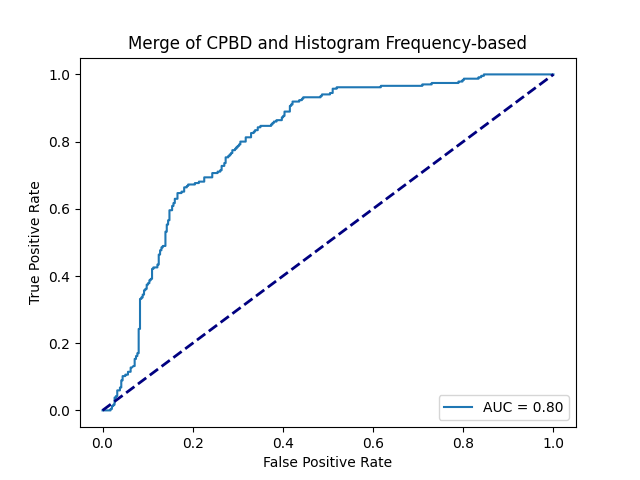 Merge of CPBD and Histogram Frequency-based
True Positive Rate
1.0
0.8
0.6
0.4
0.2
0.0
0.0 0.2 0.4 0.6 0.8 1.0
False Positive Rate
AUC = 0.80